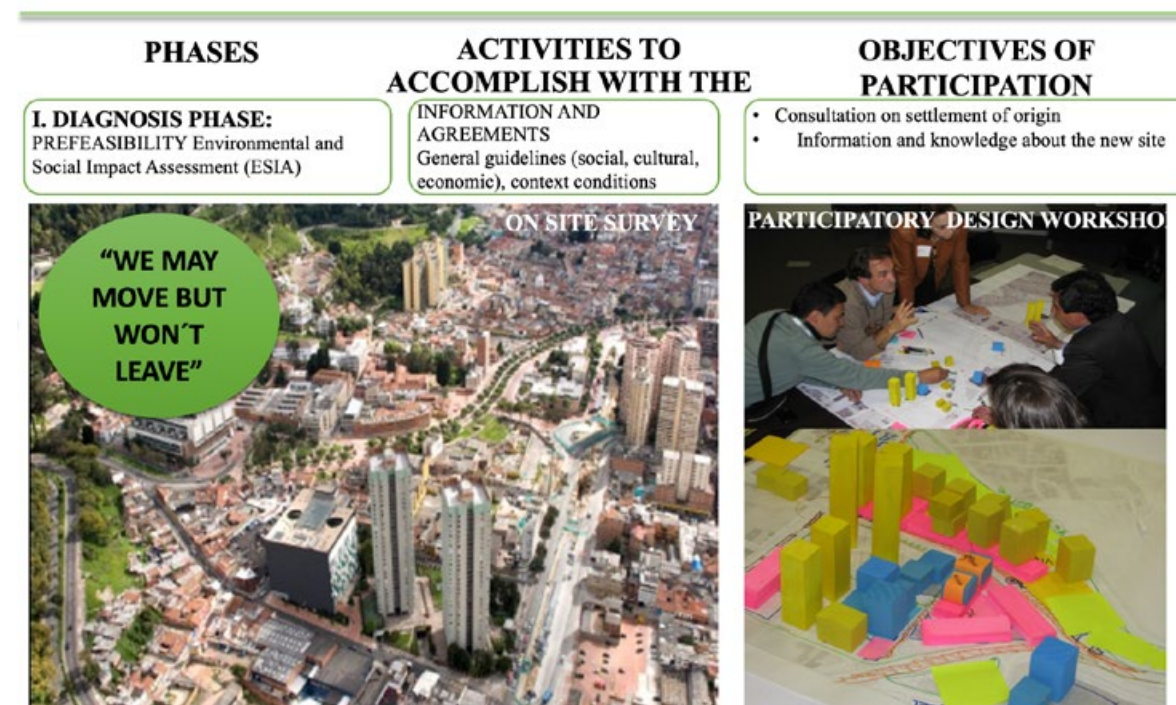 PHASES
ACTIVITIES TO
ACCOMPLISH WITH THE
OBJECTIVES OF
PARTICIPATION
I. DIAGNOSIS PHASE:
PREFEASIBILITY Environmental and
Social Impact Assessment (ESIA)
INFORMATION AND
AGREEMENTS
General guidelines (social, cultural,
economic), context conditions
• Consultation on settlement of origin
• Information and knowledge about the new site
“WE MAY
MOVE BUT
WON´T
LEAVE”
ON SITE SURVEY
PARTICIPATORY DESIGN WORKSHO